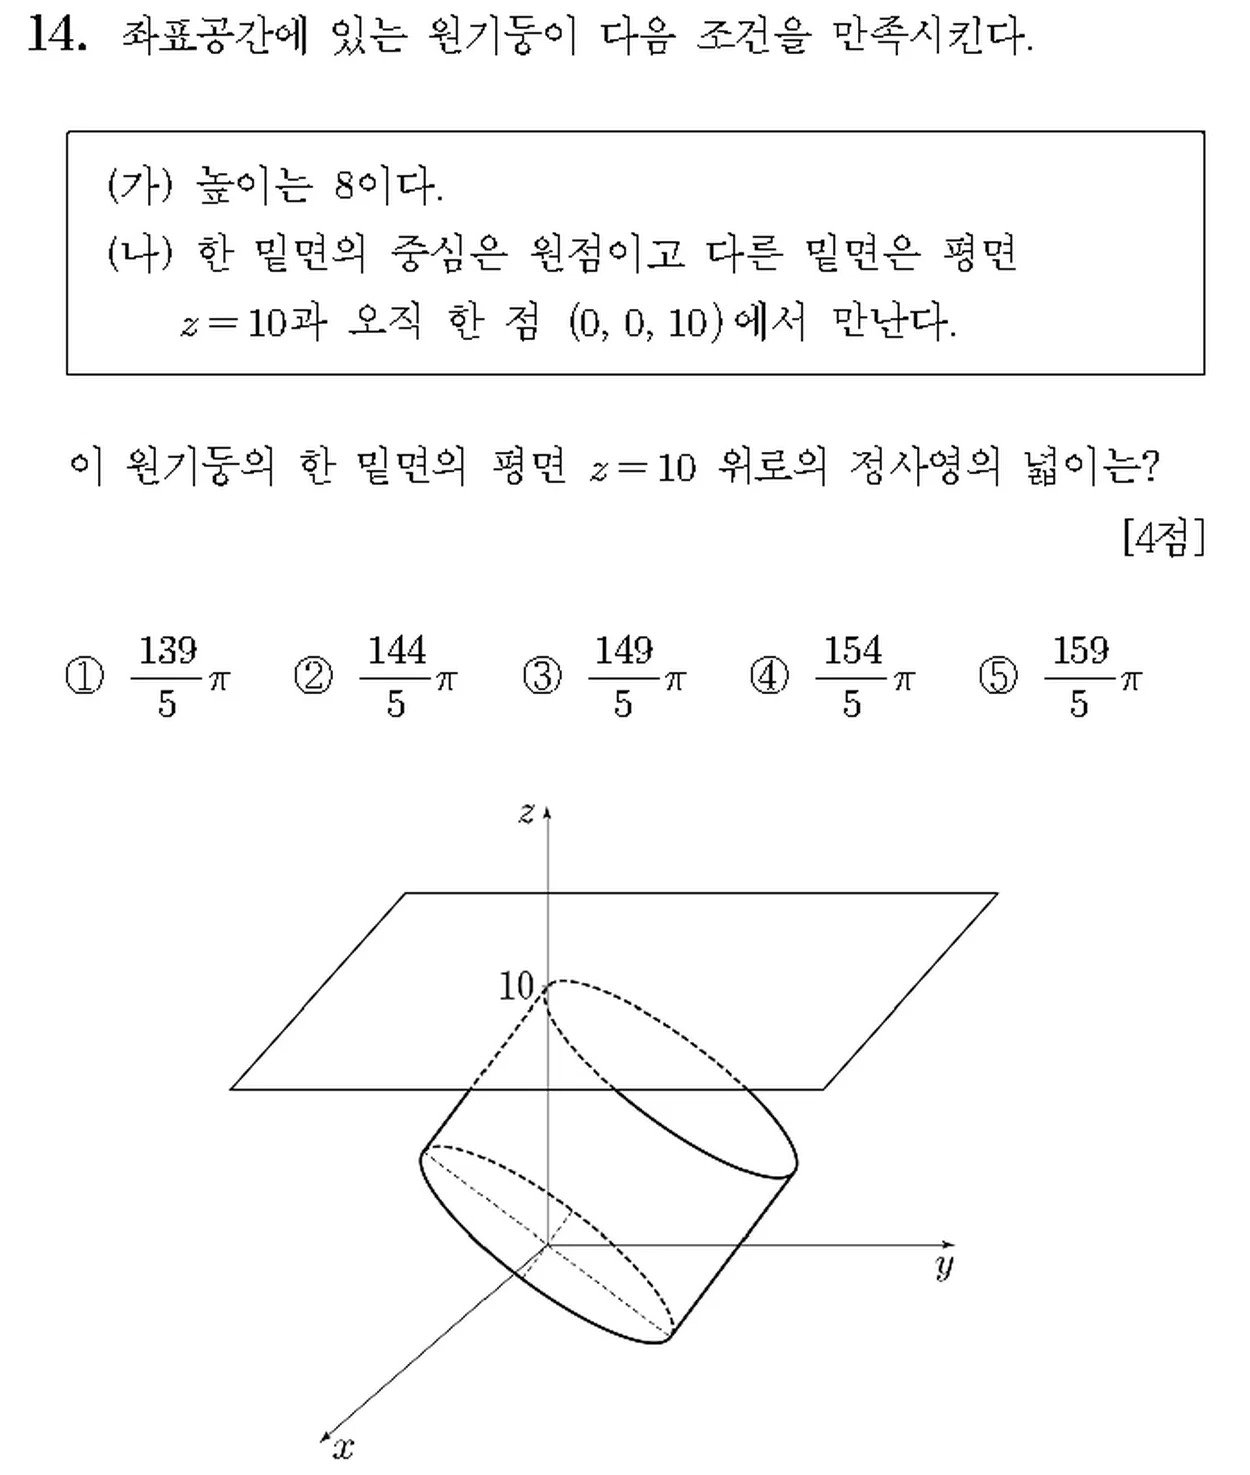 14. 좌표공간에 있는 원기둥이 다음 조건을 만족시킨다.
(가) 높이는 8이다.
(나) 한 밑면의 중심은 원점이고 다른 밑면은 평면
z=10과 오직 한 점 (0, 0, 10)에서 만난다.
이 원기둥의 한 밑면의 평면 z=10 위로의 정사영의 넓이는?
[4점]
① 139/5 π ② 144/5 π ③ 149/5 π ④ 154/5 π ⑤ 159/5 π
z
10
y
x